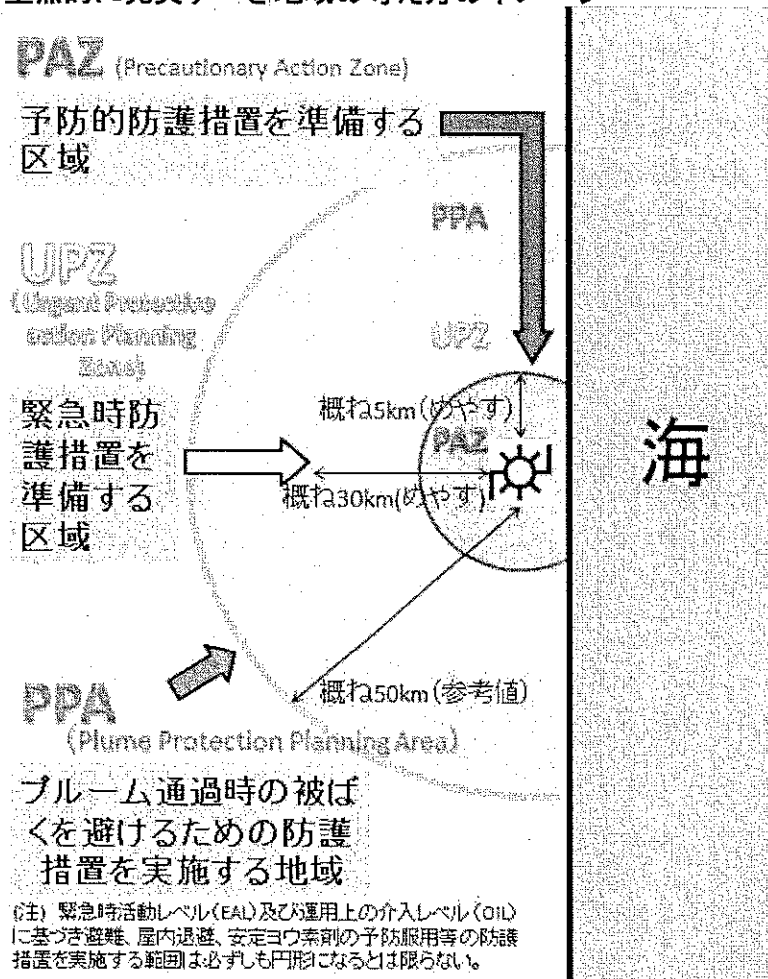 PAZ (Precautionary Action Zone)
予防的防護措置を準備する
区域
PPA
UPZ
(Urgent Protective
action Planning
Zone)
UPZ
緊急時防
護措置を
準備する
区域
概ね5km(めやす)
PAZ
概ね30km(めやす)
海
概ね50km(参考値)
PPA
(Plume Protection Planning Area)
プルーム通過時の被ば
くを避けるための防護
措置を実施する地域
(注) 緊急時活動レベル(EAL)及び運用上の介入レベル(OIL)
に基づき避難、屋内退避、安定ヨウ素剤の予防服用等の防護
措置を実施する範囲は必ずしも円形になるとは限らない。